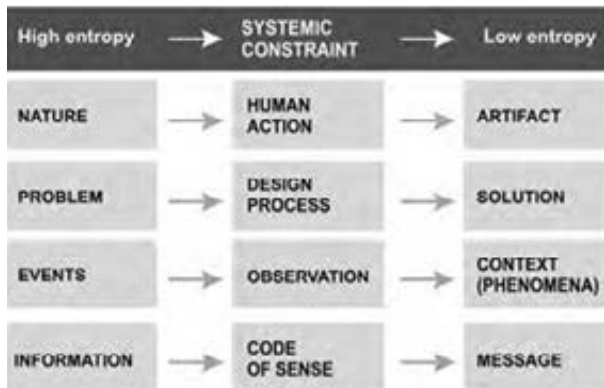 High entropy SYSTEMIC CONSTRAINT Low entropy
NATURE HUMAN ACTION ARTIFACT
PROBLEM DESIGN PROCESS SOLUTION
EVENTS OBSERVATION CONTEXT (PHENOMENA)
INFORMATION CODE OF SENSE MESSAGE